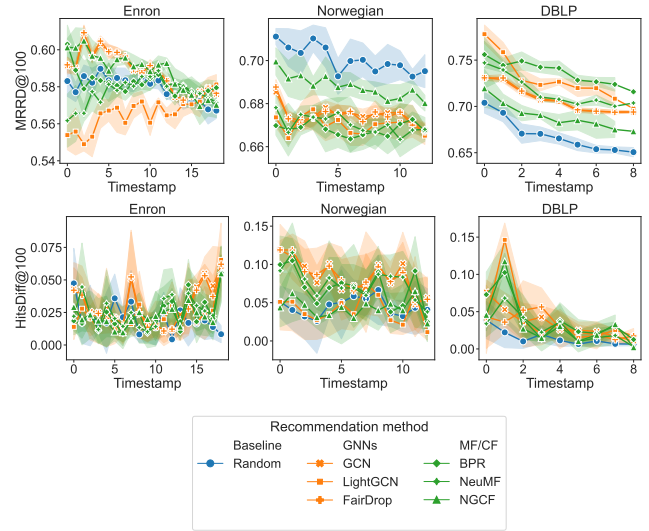 Enron
Norwegian
DBLP
MRRD@100
0.60
0.58
0.56
0.54
0.70
0.68
0.66
0.75
0.70
0.65
0 5 10 15
0 5 10
0 2 4 6 8
Timestamp
Timestamp
Timestamp
Enron
Norwegian
DBLP
HitsDiff@100
0.075
0.050
0.025
0.000
0.15
0.10
0.05
0.00
0.15
0.10
0.05
0.00
0 5 10 15
0 5 10
0 2 4 6 8
Timestamp
Timestamp
Timestamp
Recommendation method
Baseline GNNs MF/CF
Random GCN BPR
LightGCN NeuMF
FairDrop NGCF